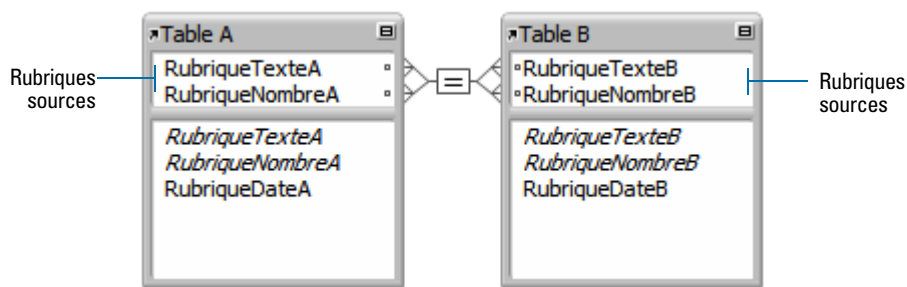 Table A
RubriqueTexteA
RubriqueNombreA
RubriqueTexteA
RubriqueNombreA
RubriqueDateA
Rubriques
sources
=
Table B
RubriqueTexteB
RubriqueNombreB
RubriqueTexteB
RubriqueNombreB
RubriqueDateB
Rubriques
sources